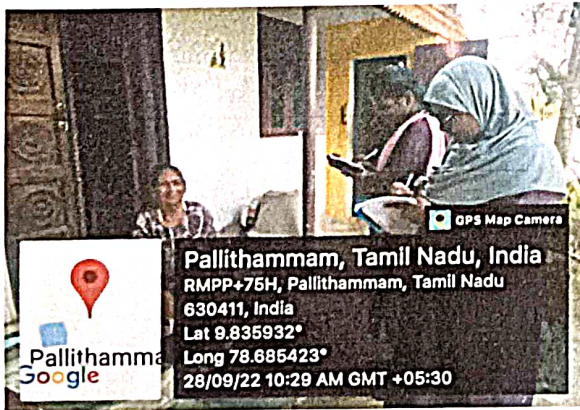 GPS Map Camera
Pallithammam, Tamil Nadu, India
RMPP+75H, Pallithammam, Tamil Nadu
630411, India
Lat 9.835932°
Long 78.685423°
28/09/22 10:29 AM GMT +05:30
Pallithamma
Google